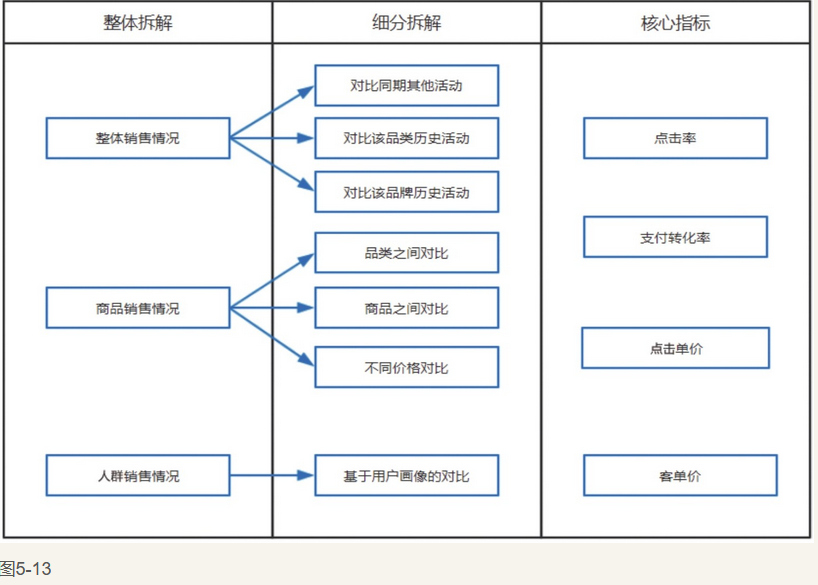 整体拆解
细分拆解
核心指标
整体销售情况
对比同期其他活动
对比该品类历史活动
对比该品牌历史活动
商品销售情况
品类之间对比
商品之间对比
不同价格对比
人群销售情况
基于用户画像的对比
点击率
支付转化率
点击单价
客单价
图5-13